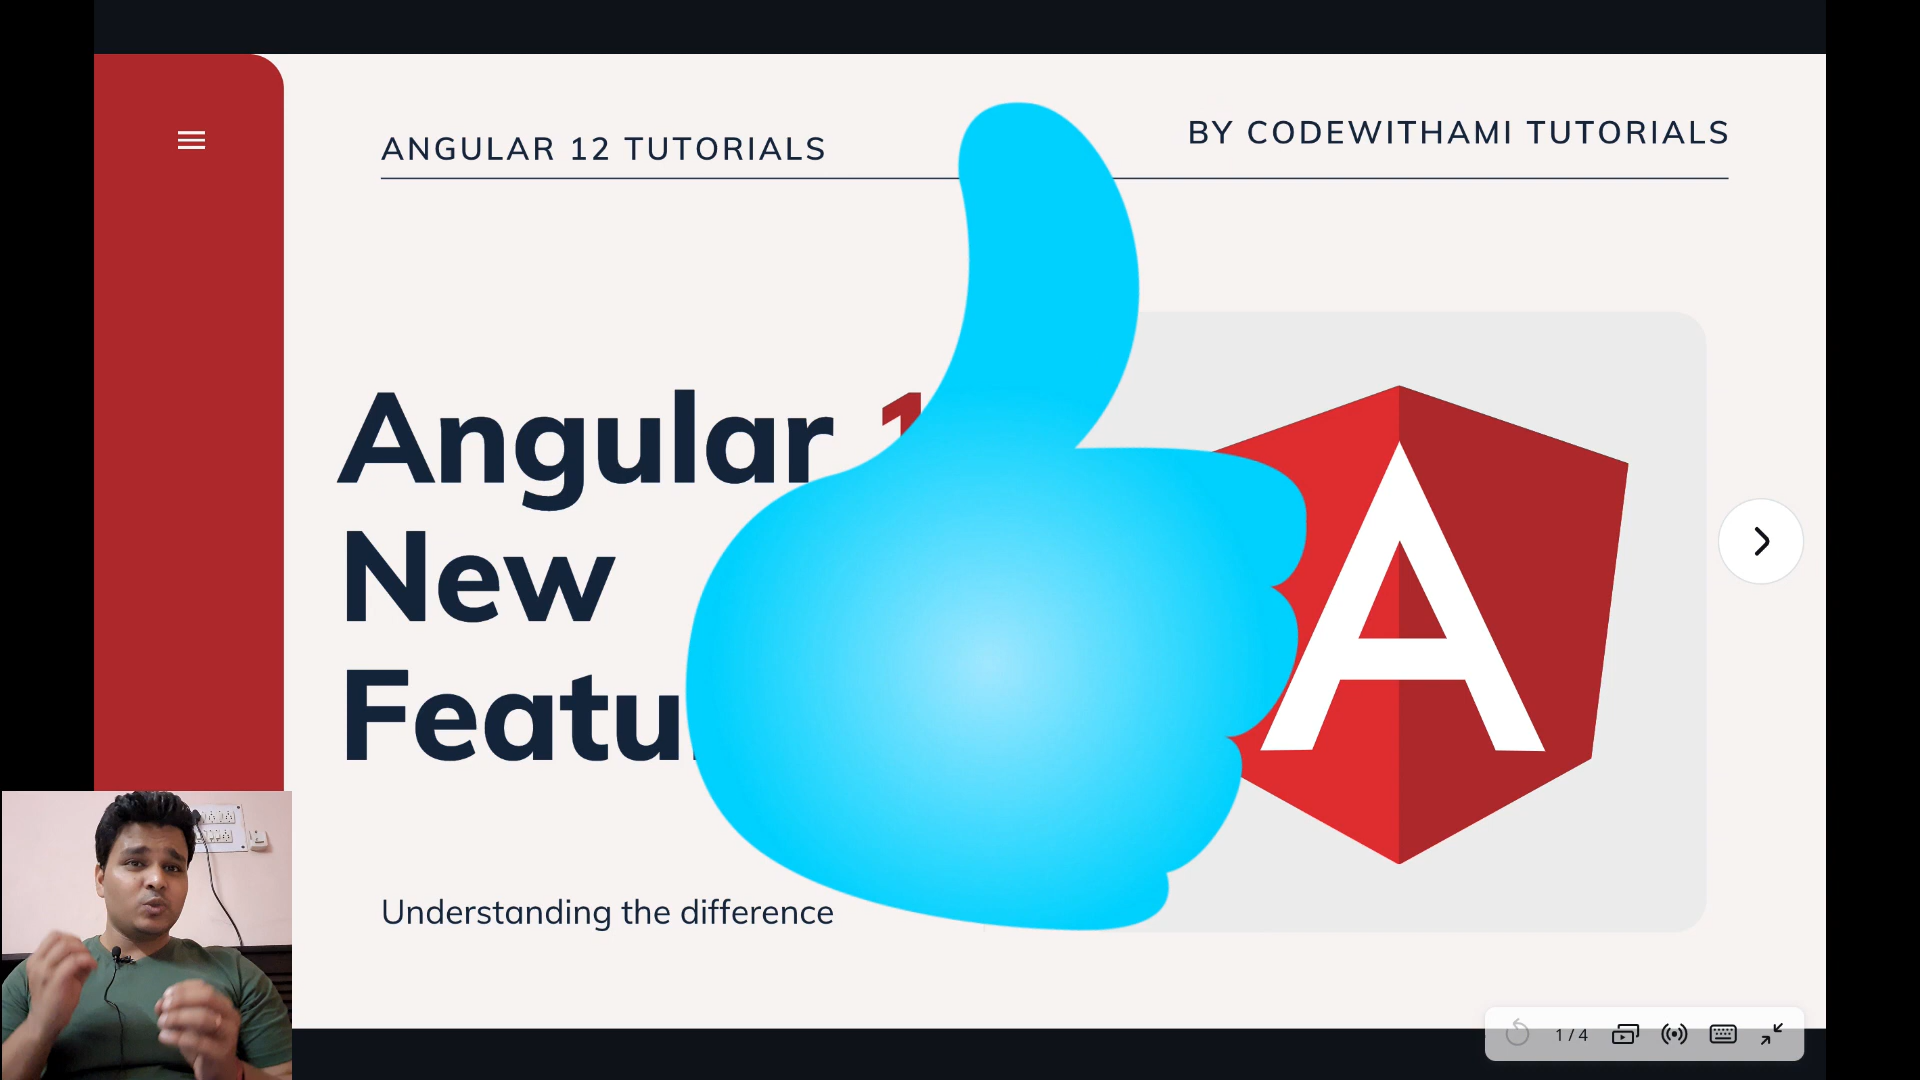 ANGULAR 12 TUTORIALS
BY CODEWITHAMI TUTORIALS
Angular
New
Featu
Understanding the difference
1 / 4